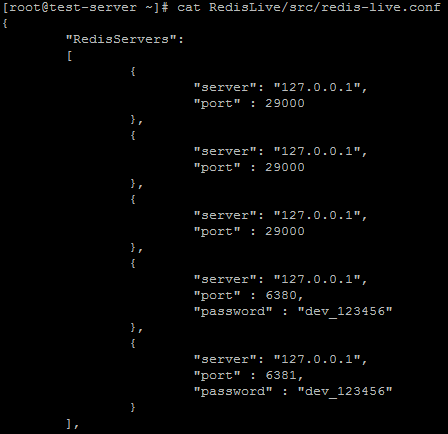 [root@test-server ~]# cat RedisLive/src/redis-live.conf
{
        "RedisServers":
        [
                {
                        "server": "127.0.0.1",
                        "port" : 29000
                },
                {
                        "server": "127.0.0.1",
                        "port" : 29000
                },
                {
                        "server": "127.0.0.1",
                        "port" : 29000
                },
                {
                        "server": "127.0.0.1",
                        "port" : 6380,
                        "password" : "dev_123456"
                },
                {
                        "server": "127.0.0.1",
                        "port" : 6381,
                        "password" : "dev_123456"
                }
        ],